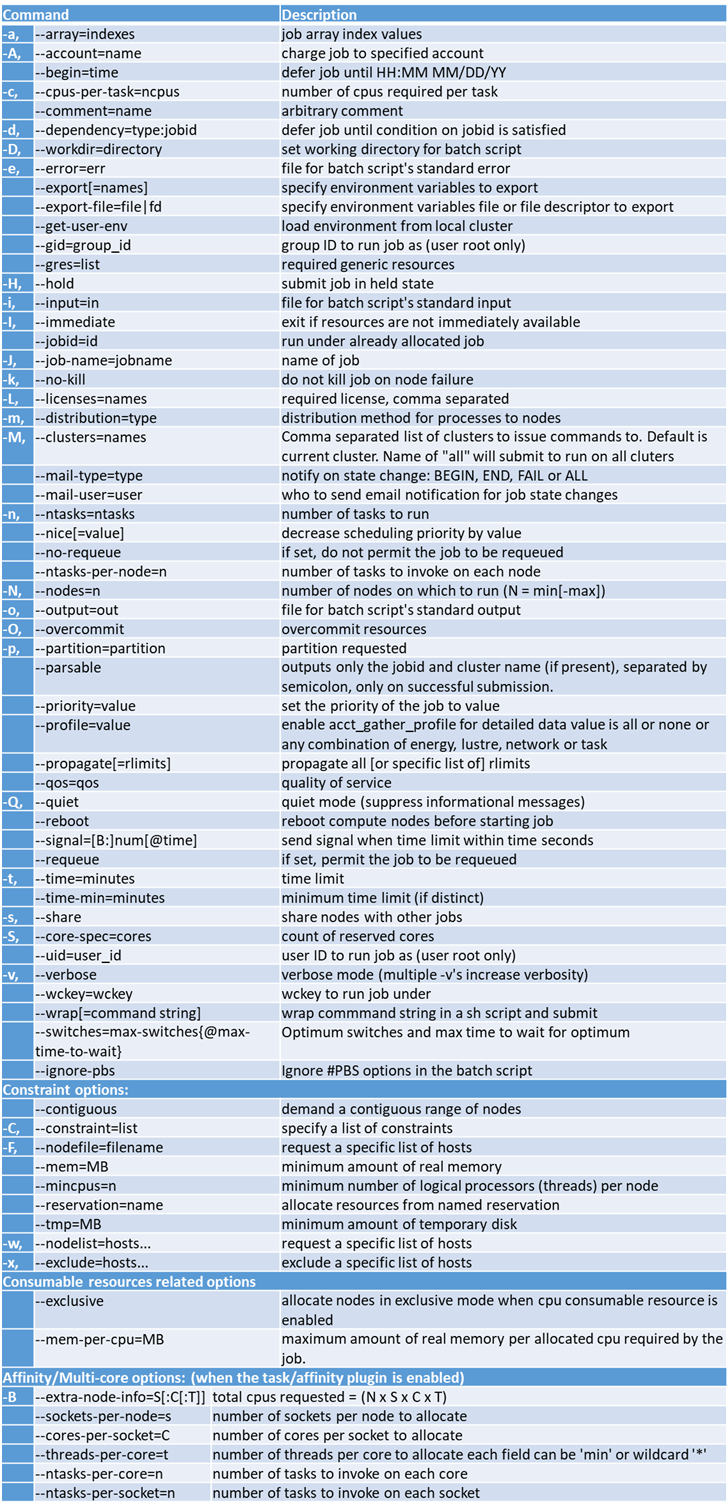 Command Description
-a, --array=indexes job array index values
-A, --account=name charge job to specified account
--begin=time defer job until HH:MM MM/DD/YY
-c, --cpus-per-task=ncpus number of cpus required per task
--comment=name arbitrary comment
-d, --dependency=type:jobid defer job until condition on jobid is satisfied
-D, --workdir=directory set working directory for batch script
-e, --error=err file for batch script's standard error
--export[=names] specify environment variables to export
--export-file=file|fd specify environment variables file or file descriptor to export
--get-user-env load environment from local cluster
--gid=group_id group ID to run job as (user root only)
--gres=list required generic resources
-H, --hold submit job in held state
-i, --input=in file for batch script's standard input
-I, --immediate exit if resources are not immediately available
--jobid=id run under already allocated job
-J, --job-name=jobname name of job
-k, --no-kill do not kill job on node failure
-L, --licenses=names required license, comma separated
-m, --distribution=type distribution method for processes to nodes
-M, --clusters=names Comma separated list of clusters to issue commands to. Default is
current cluster. Name of "all" will submit to run on all cluters
--mail-type=type notify on state change: BEGIN, END, FAIL or ALL
--mail-user=user who to send email notification for job state changes
-n, --ntasks=ntasks number of tasks to run
--nice[=value] decrease scheduling priority by value
--no-requeue if set, do not permit the job to be requeued
--ntasks-per-node=n number of tasks to invoke on each node
-N, --nodes=n number of nodes on which to run (N = min[-max])
-o, --output=out file for batch script's standard output
-O, --overcommit overcommit resources
-p, --partition=partition partition requested
--parsable outputs only the jobid and cluster name (if present), separated by
semicolon, only on successful submission.
--priority=value set the priority of the job to value
--profile=value enable acct_gather_profile for detailed data value is all or none or
any combination of energy, lustre, network or task
--propagate[=rlimits] propagate all [or specific list of] rlimits
--qos=qos quality of service
-Q, --quiet quiet mode (suppress informational messages)
--reboot reboot compute nodes before starting job
--signal=[B:]num[@time] send signal when time limit within time seconds
--requeue if set, permit the job to be requeued
-t, --time=minutes time limit
--time-min=minutes minimum time limit (if distinct)
-s, --share share nodes with other jobs
-S, --core-spec=cores count of reserved cores
--uid=user_id user ID to run job as (user root only)
-v, --verbose verbose mode (multiple -v's increase verbosity)
--wckey=wckey wckey to run job under
--wrap[=command string] wrap commmand string in a sh script and submit
--switches=max-switches{@max- Optimum switches and max time to wait for optimum
time-to-wait}
--ignore-pbs Ignore #PBS options in the batch script
Constraint options:
--contiguous demand a contiguous range of nodes
-C, --constraint=list specify a list of constraints
-F, --nodefile=filename request a specific list of hosts
--mem=MB minimum amount of real memory
--mincpus=n minimum number of logical processors (threads) per node
--reservation=name allocate resources from named reservation
--tmp=MB minimum amount of temporary disk
-w, --nodelist=hosts... request a specific list of hosts
-x, --exclude=hosts... exclude a specific list of hosts
Consumable resources related options
--exclusive allocate nodes in exclusive mode when cpu consumable resource is
enabled
--mem-per-cpu=MB maximum amount of real memory per allocated cpu required by the
job.
Affinity/Multi-core options: (when the task/affinity plugin is enabled)
-B --extra-node-info=S[:C[:T]] total cpus requested = (N x S x C x T)
--sockets-per-node=s number of sockets per node to allocate
--cores-per-socket=C number of cores per socket to allocate
--threads-per-core=t number of threads per core to allocate each field can be 'min' or wildcard '*'
--ntasks-per-core=n number of tasks to invoke on each core
--ntasks-per-socket=n number of tasks to invoke on each socket